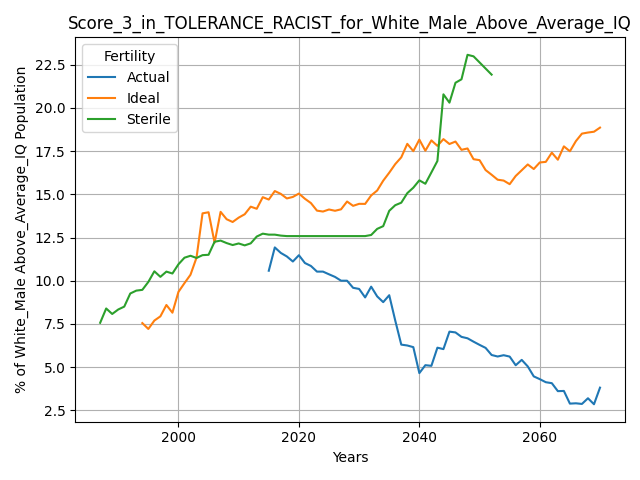 Score_3_in_TOLERANCE_RACIST_for_White_Male_Above_Average_IQ
Fertility
Actual
Ideal
Sterile
22.5
20.0
17.5
15.0
12.5
10.0
7.5
5.0
2.5
% of White_Male Above_Average_IQ Population
2000
2020
2040
2060
Years